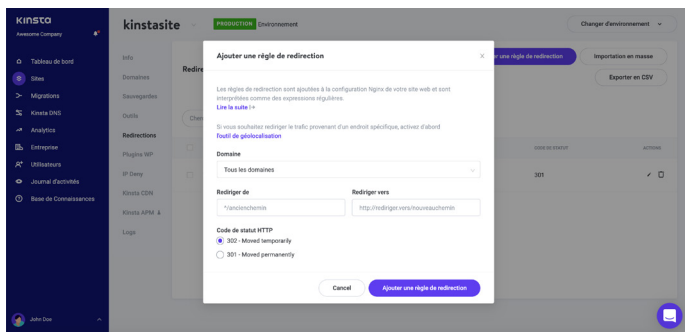 KINSTA
Awesome Company
Tableau de bord
Sites
Migrations
Kinsta DNS
Analytics
Entreprise
Utilisateurs
Journal d'activités
Base de Connaissances
John Doe
kinstasite
PRODUCTION Environnement
Changer d'environnement
Info
Domaines
Sauvegardes
Outils
Redirections
Plugins WP
IP Deny
Kinsta CDN
Kinsta APM
Logs
Redire
er une règle de redirection
Importation en masse
Exporter en CSV
Cher
CODE DE STATUT
ACTIONS
301
Ajouter une règle de redirection
Les règles de redirection sont ajoutées à la configuration Nginx de votre site web et sont
interprétées comme des expressions régulières.
Lire la suite
Si vous souhaitez rediriger le trafic provenant d'un endroit spécifique, activez d'abord
l'outil de géolocalisation
Domaine
Tous les domaines
Rediriger de
Rediriger vers
^/ancienchemin
http://rediriger.vers/nouveauchemin
Code de statut HTTP
302 - Moved temporarily
301 - Moved permanently
Cancel
Ajouter une règle de redirection